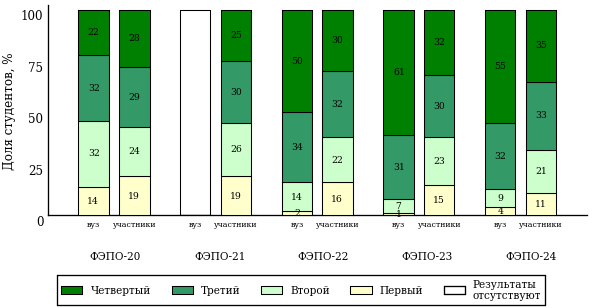 Доля студентов, %
100
75
50
25
0
22 28 25 50 30 61 32 55 35
32 29 30 34 32 31 30 32 33
32 24 26 14 22 7 23 9 21
14 19 19 2 16 1 15 4 11
вуз участники вуз участники вуз участники вуз участники вуз участники
ФЭПО-20 ФЭПО-21 ФЭПО-22 ФЭПО-23 ФЭПО-24
Четвертый Третий Второй Первый Результаты
отсутствуют